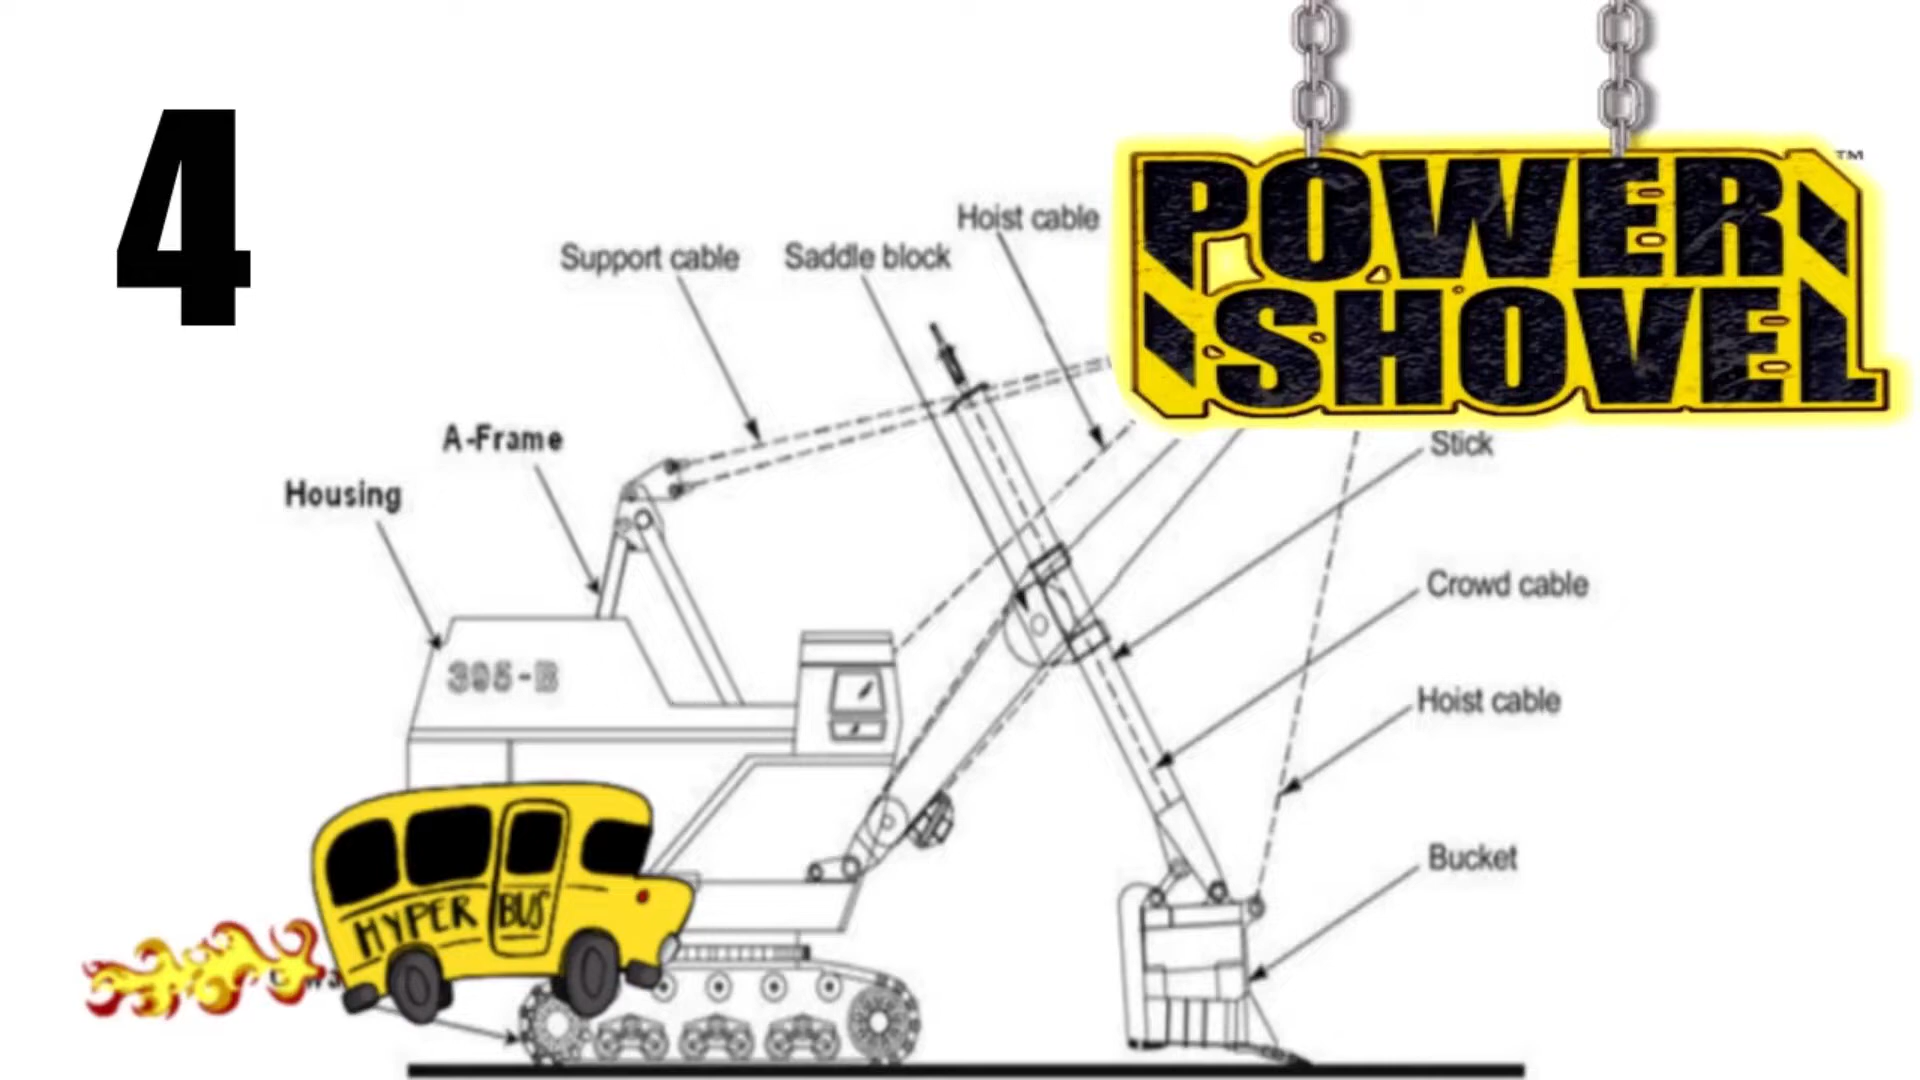 4
POWER
SHOVEL
TM
Hoist cable
Support cable
Saddle block
A-Frame
Stick
Housing
Crowd cable
395-B
Hoist cable
Bucket
HYPER BUS